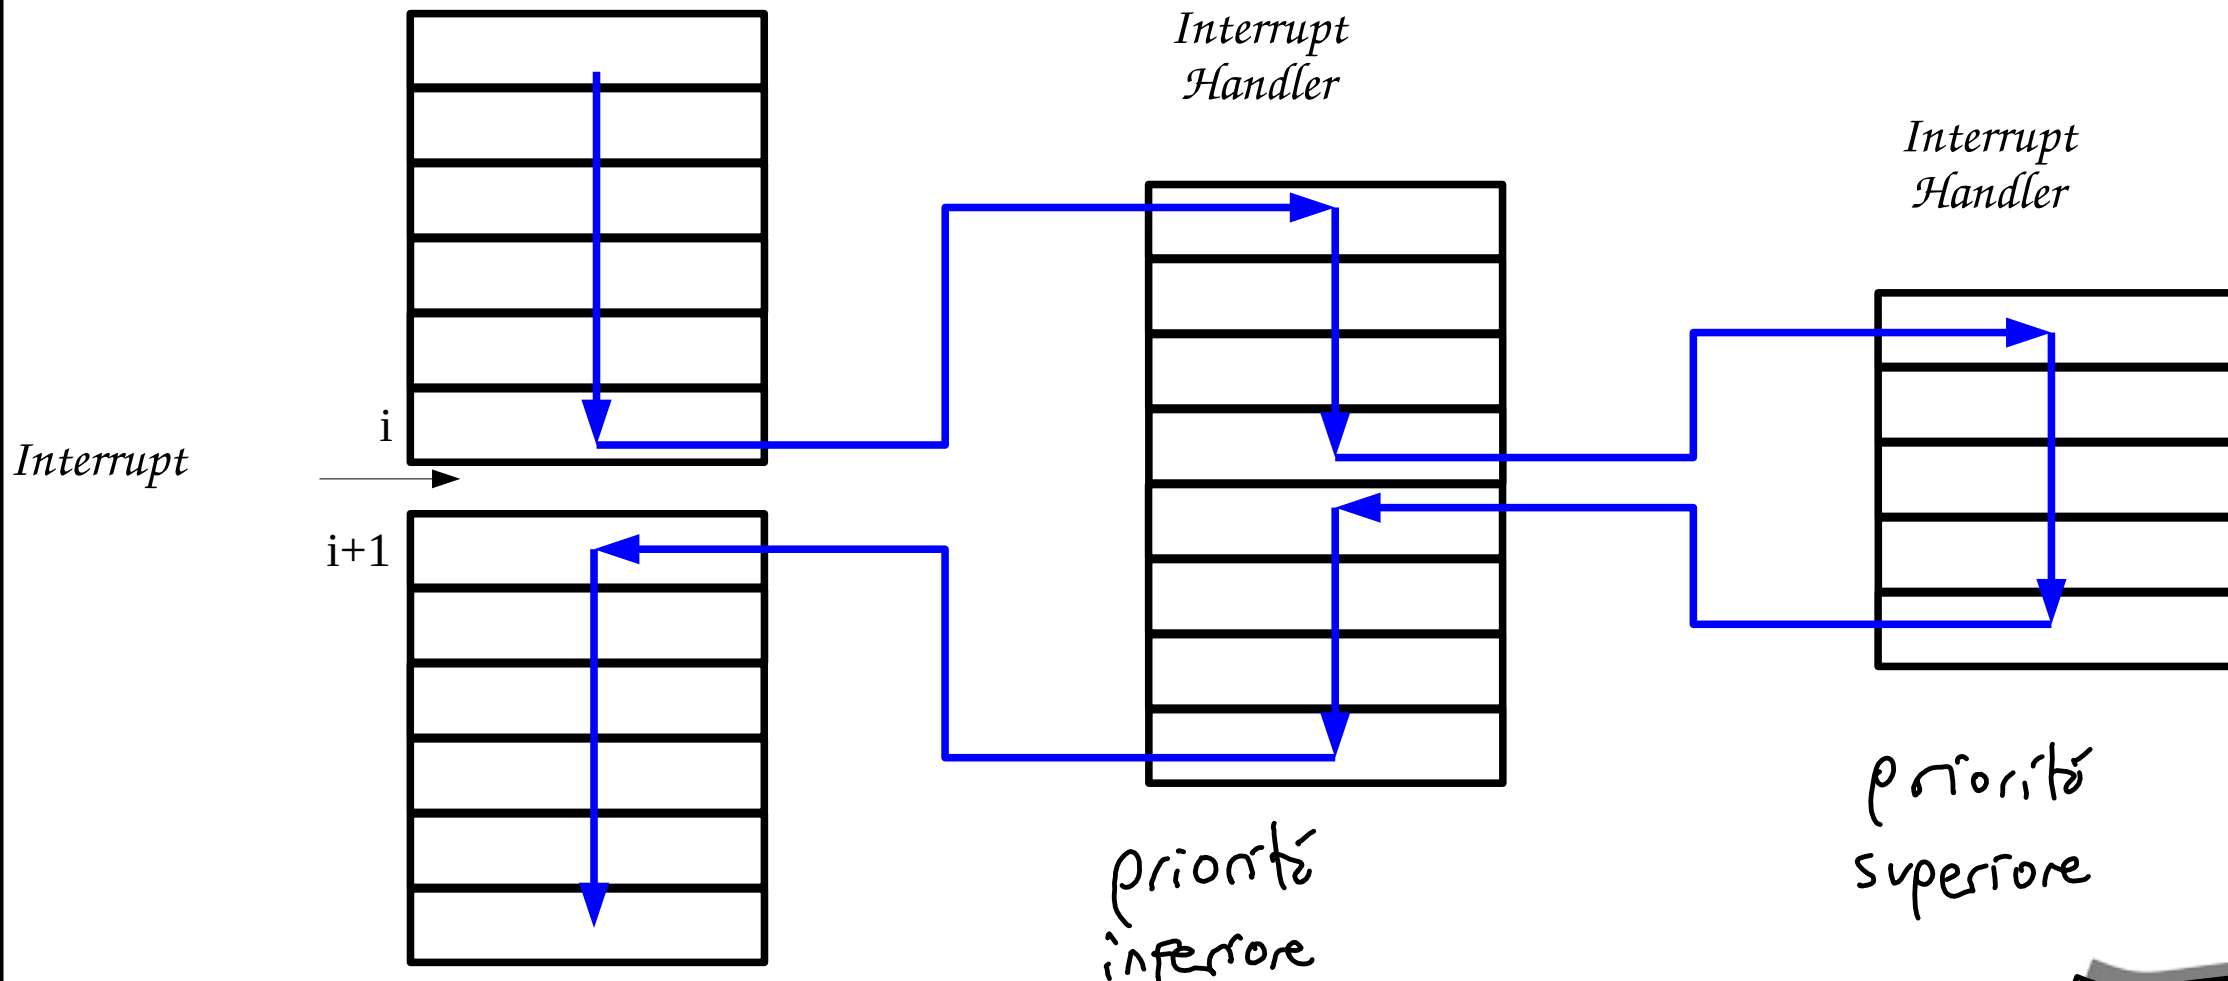 Interrupt
Handler
Interrupt
Handler
i
Interrupt
i+1
priorità
superiore
priorità
inferiore